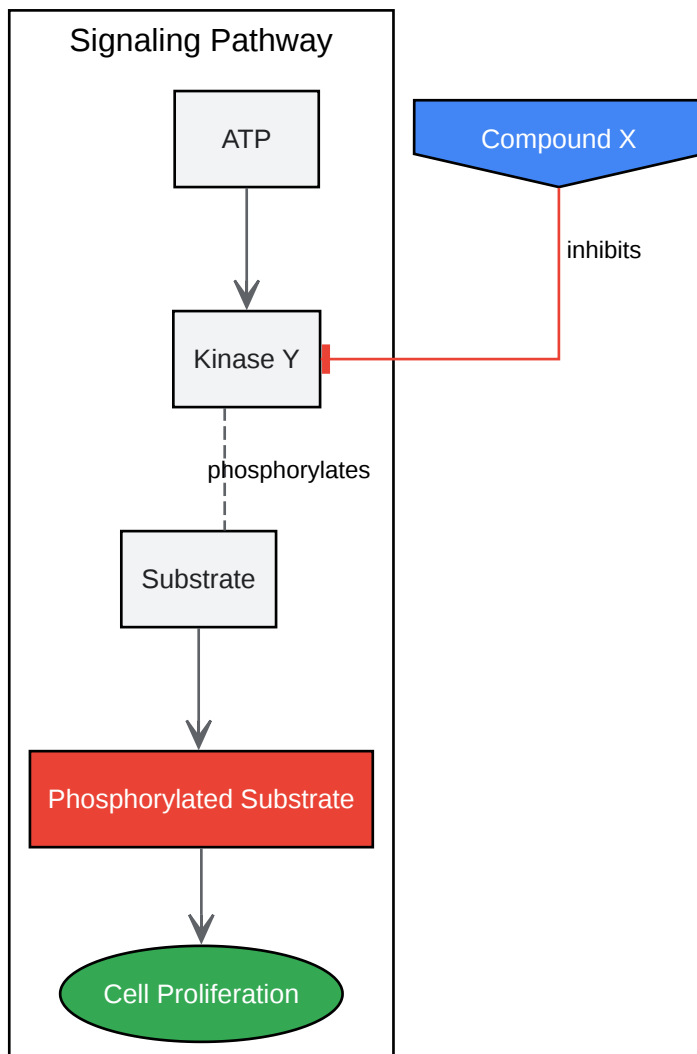 Signaling Pathway
ATP
Compound X
inhibits
Kinase Y
phosphorylates
Substrate
Phosphorylated Substrate
Cell Proliferation